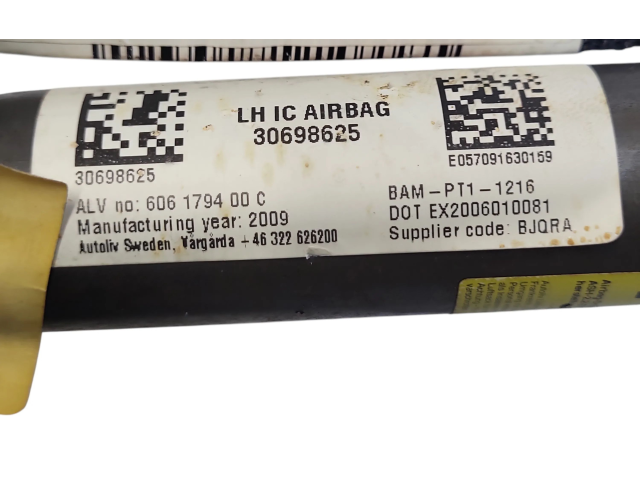 LH IC AIRBAG
30698625
30698625
E057091630159
ALV no: 606 1794 00 C
Manufacturing year: 2009
Autoliv Sweden, Vårgårda +46 322 626200
BAM-PT1-1216
DOT EX2006010081
Supplier code: BJQRA